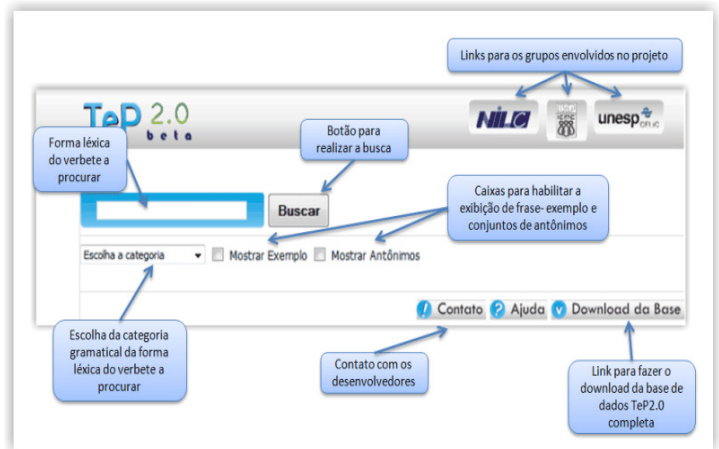 Links para os grupos envolvidos no projeto
TeP 2.0
beta
NILC
unesp
Forma léxica
do verbete a
procurar
Botão para
realizar a busca
Caixas para habilitar a
exibição de frase- exemplo e
conjuntos de antônimos
Buscar
Escolha a categoria
Mostrar Exemplo
Mostrar Antônimos
Contato
Ajuda
Download da Base
Escolha da categoria
gramatical da forma
léxica do verbete a
procurar
Contato com os
desenvolvedores
Link para fazer o
download da base de
dados TeP2.0
completa